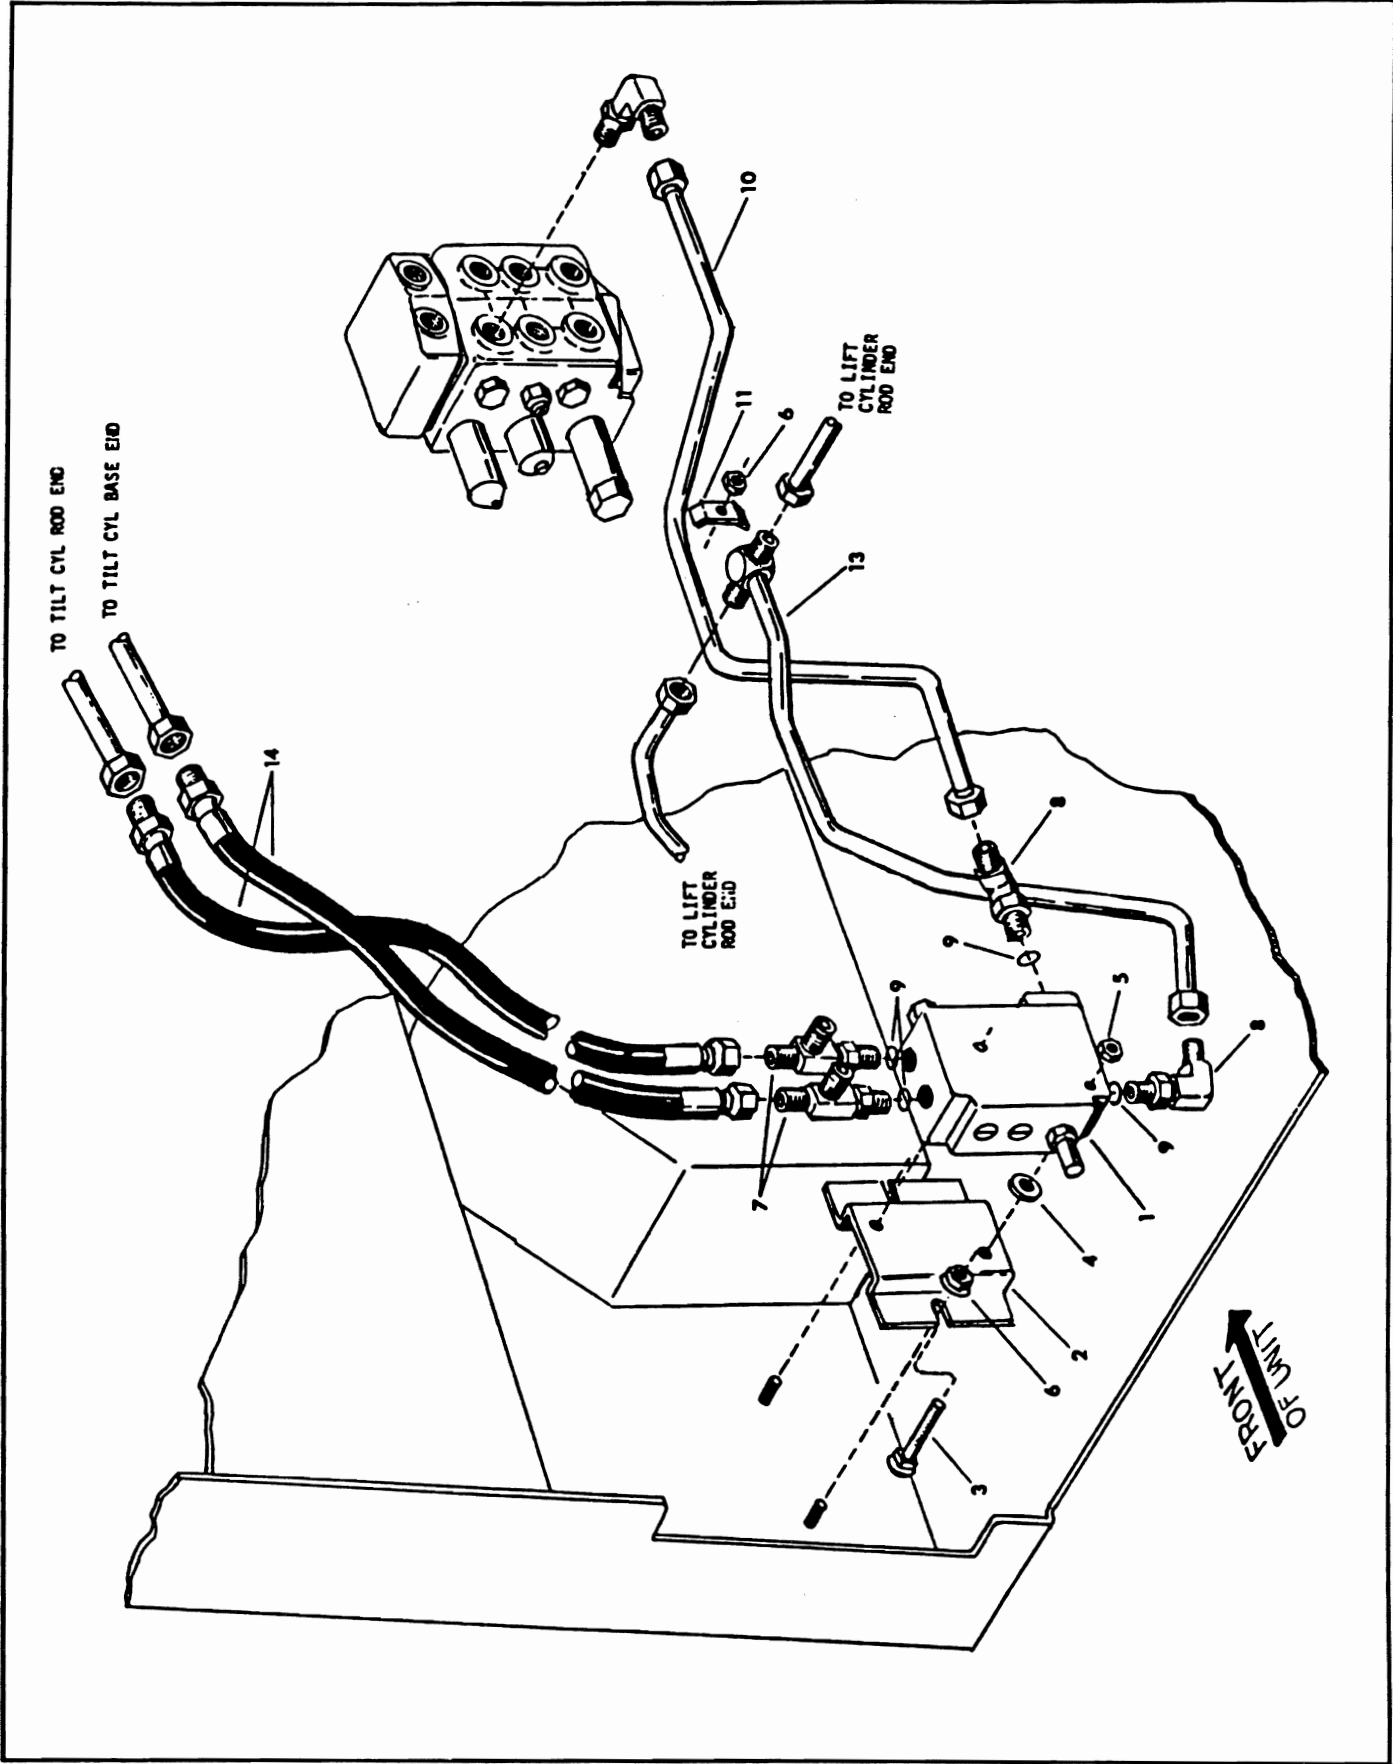 TO TILT CYL ROD END
TO TILT CYL BASE END
14
TO LIFT
CYLINDER
ROD END
10
11
7
6
TO LIFT
CYLINDER
ROD END
13
9
9
3
6
8
2
4
5
1
9
8
FRONT
OF UNIT